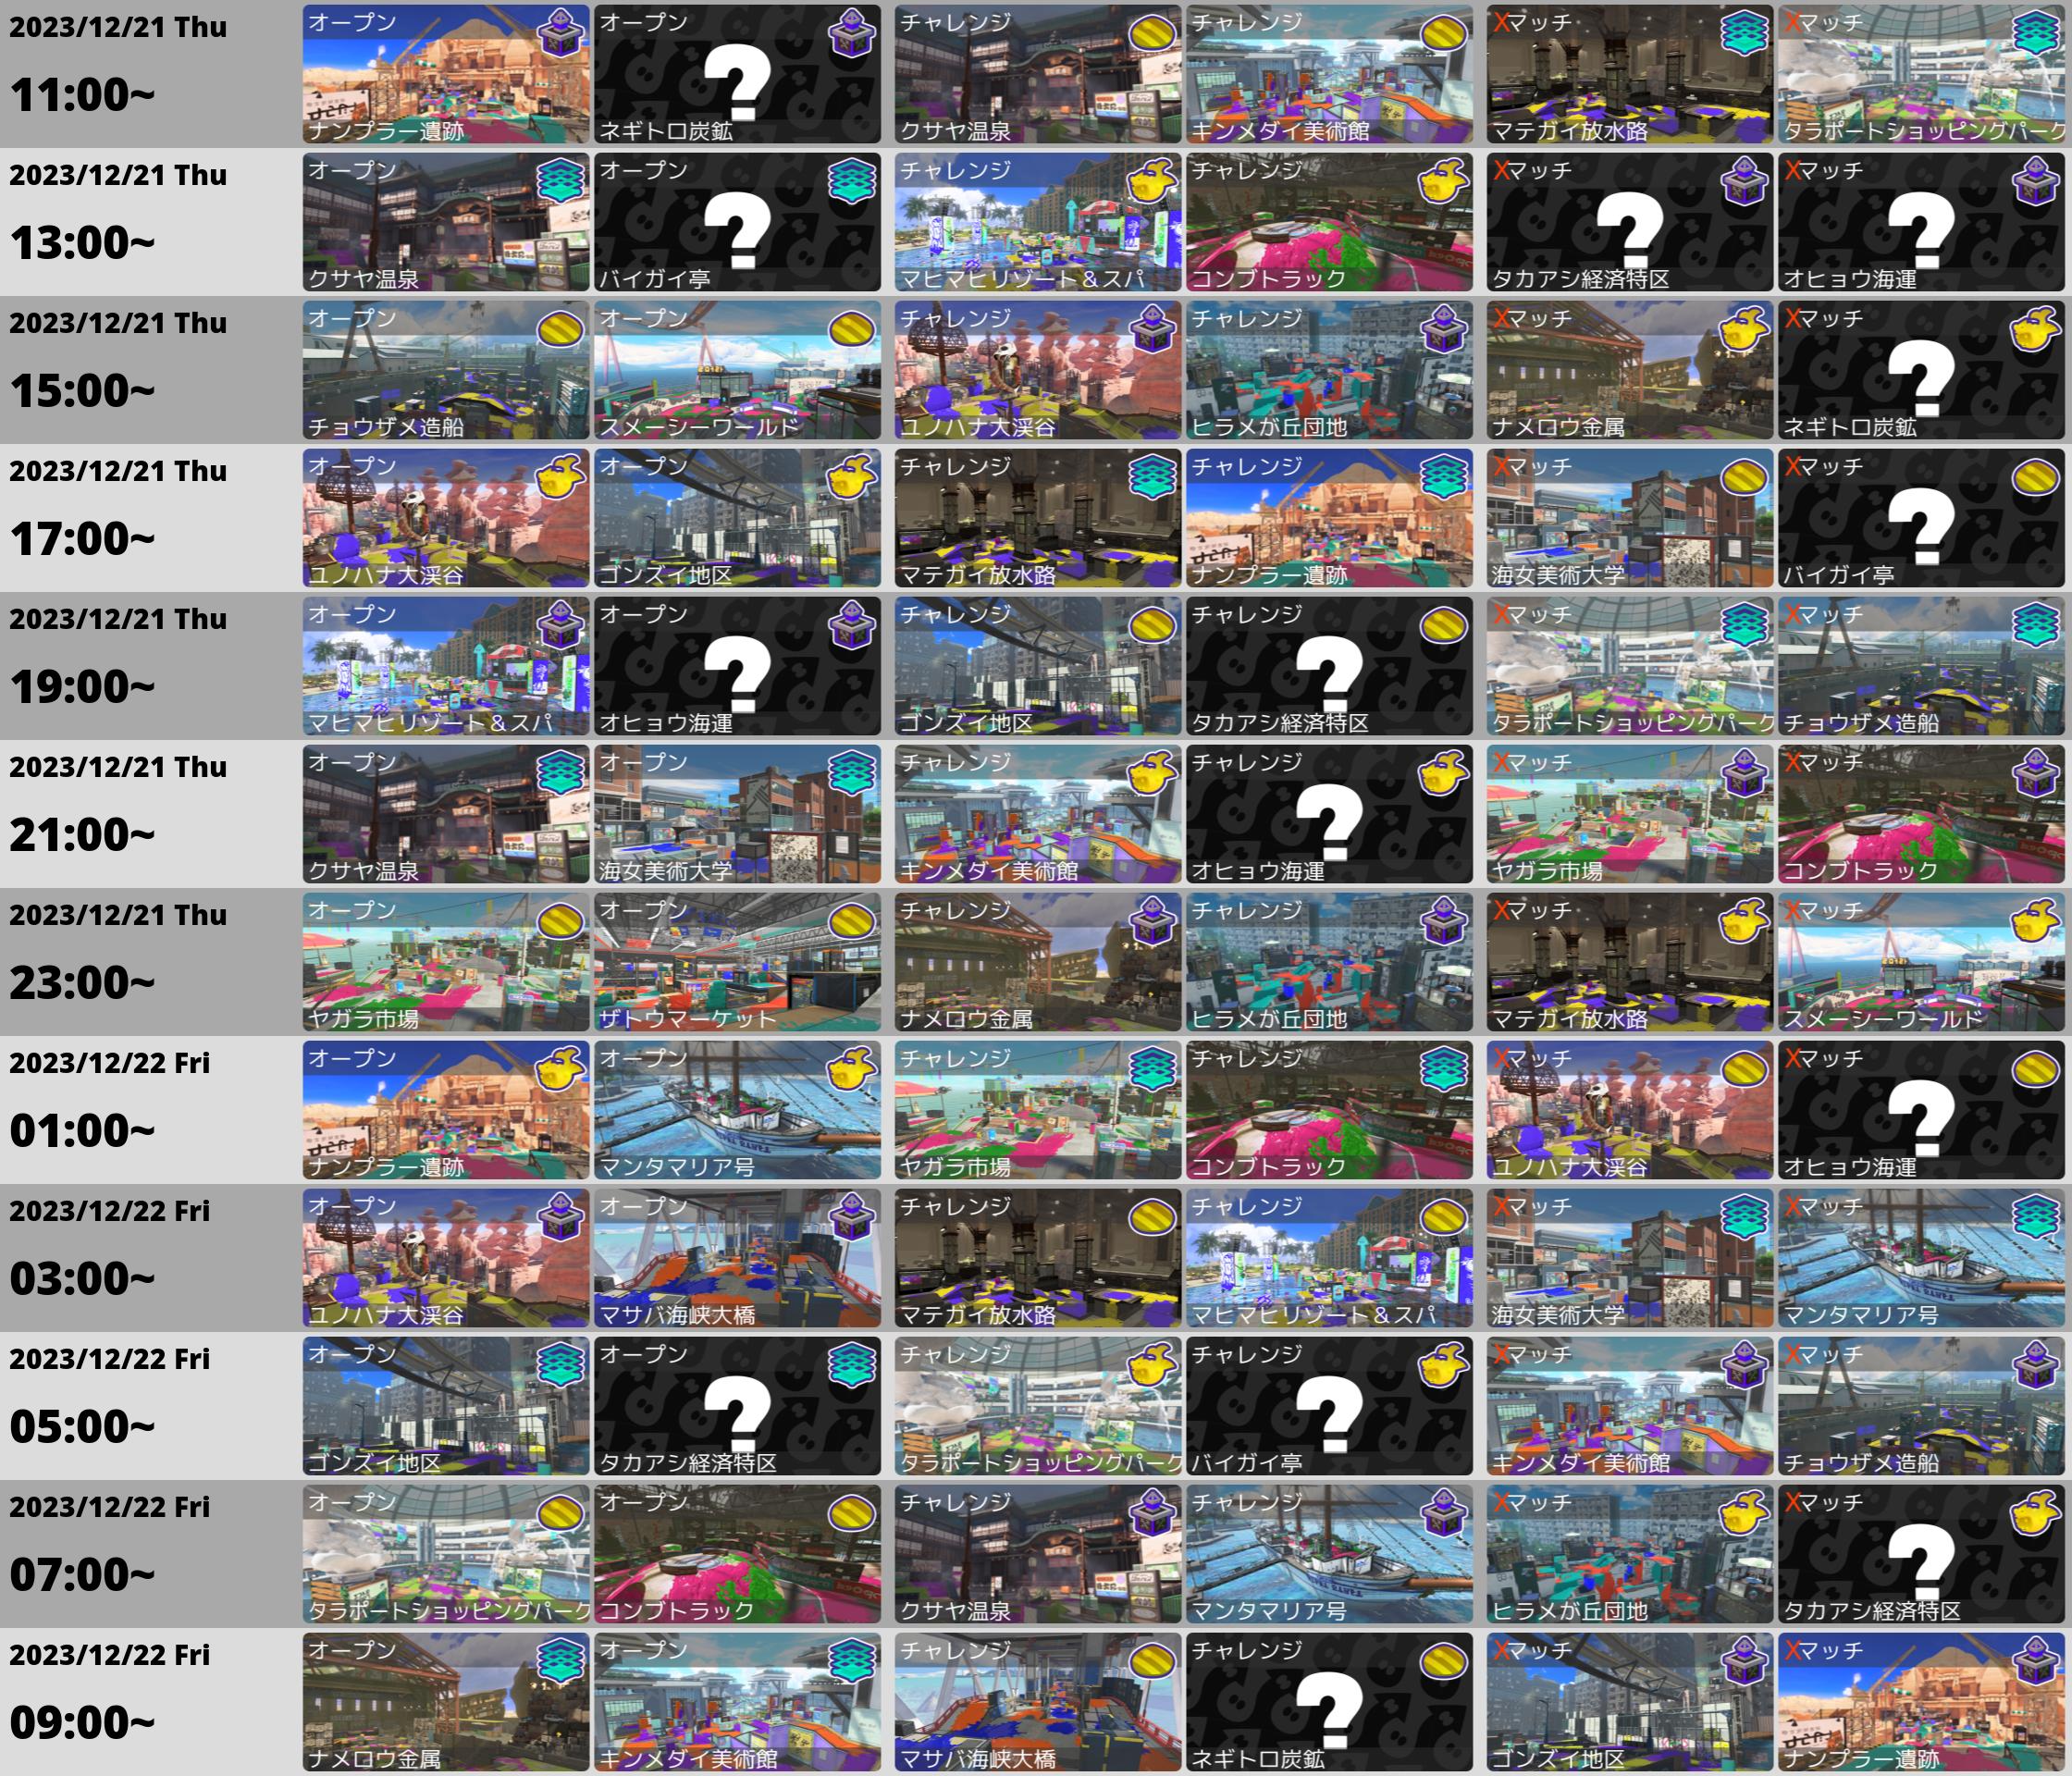 2023/12/21 Thu
11:00~
オープン
ナンプラー遺跡
オープン
ネギトロ炭鉱
チャレンジ
クサヤ温泉
チャレンジ
キンメダイ美術館
Xマッチ
マテガイ放水路
Xマッチ
タラポートショッピングパーク
2023/12/21 Thu
13:00~
オープン
クサヤ温泉
オープン
バイガイ亭
チャレンジ
マヒマヒリゾート＆スパ
チャレンジ
コンブトラック
Xマッチ
タカアシ経済特区
Xマッチ
オヒョウ海運
2023/12/21 Thu
15:00~
オープン
チョウザメ造船
オープン
スメーシーワールド
チャレンジ
ユノハナ大渓谷
チャレンジ
ヒラメが丘団地
Xマッチ
ナメロウ金属
Xマッチ
ネギトロ炭鉱
2023/12/21 Thu
17:00~
オープン
ユノハナ大渓谷
オープン
ゴンズイ地区
チャレンジ
マテガイ放水路
チャレンジ
ナンプラー遺跡
Xマッチ
海女美術大学
Xマッチ
バイガイ亭
2023/12/21 Thu
19:00~
オープン
マヒマヒリゾート＆スパ
オープン
オヒョウ海運
チャレンジ
ゴンズイ地区
チャレンジ
タカアシ経済特区
Xマッチ
タラポートショッピングパーク
Xマッチ
チョウザメ造船
2023/12/21 Thu
21:00~
オープン
クサヤ温泉
オープン
海女美術大学
チャレンジ
キンメダイ美術館
チャレンジ
オヒョウ海運
Xマッチ
ヤガラ市場
Xマッチ
コンブトラック
2023/12/21 Thu
23:00~
オープン
ヤガラ市場
オープン
ザトウマーケット
チャレンジ
ナメロウ金属
チャレンジ
ヒラメが丘団地
Xマッチ
マテガイ放水路
Xマッチ
スメーシーワールド
2023/12/22 Fri
01:00~
オープン
ナンプラー遺跡
オープン
マンタマリア号
チャレンジ
ヤガラ市場
チャレンジ
コンブトラック
Xマッチ
ユノハナ大渓谷
Xマッチ
オヒョウ海運
2023/12/22 Fri
03:00~
オープン
ユノハナ大渓谷
オープン
マサバ海峡大橋
チャレンジ
マテガイ放水路
チャレンジ
マヒマヒリゾート＆スパ
Xマッチ
海女美術大学
Xマッチ
マンタマリア号
2023/12/22 Fri
05:00~
オープン
ゴンズイ地区
オープン
タカアシ経済特区
チャレンジ
タラポートショッピングパーク
チャレンジ
バイガイ亭
Xマッチ
キンメダイ美術館
Xマッチ
チョウザメ造船
2023/12/22 Fri
07:00~
オープン
タラポートショッピングパーク
オープン
コンブトラック
チャレンジ
クサヤ温泉
チャレンジ
マンタマリア号
Xマッチ
ヒラメが丘団地
Xマッチ
タカアシ経済特区
2023/12/22 Fri
09:00~
オープン
ナメロウ金属
オープン
キンメダイ美術館
チャレンジ
マサバ海峡大橋
チャレンジ
ネギトロ炭鉱
Xマッチ
ゴンズイ地区
Xマッチ
ナンプラー遺跡